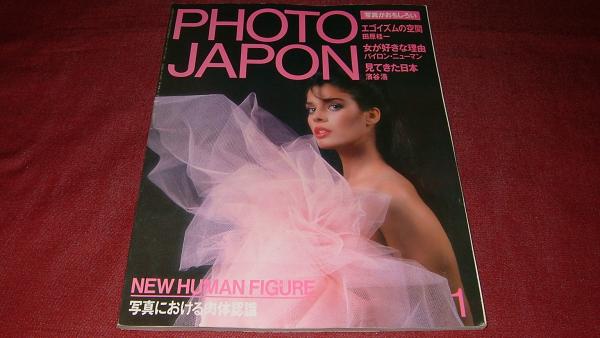 PHOTO
JAPON
写真がおもしろい
エゴイズムの空間
田原桂一
女が好きな理由
バイロン・ニューマン
見てきた日本
濱谷浩
NEW HUMAN FIGURE
写真における肉体認識
1